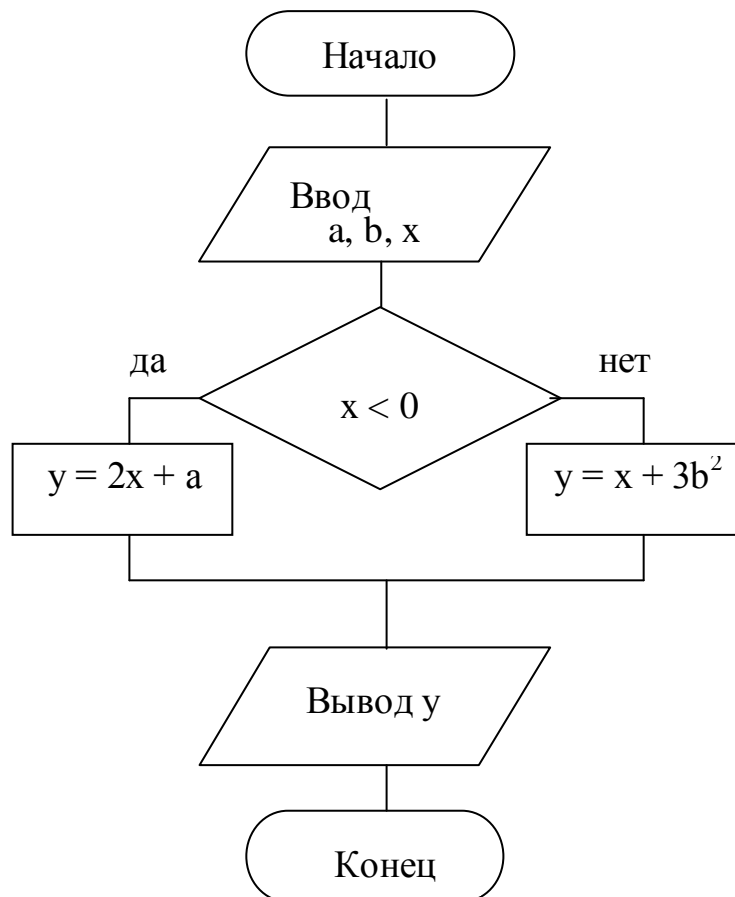 Начало
Ввод
a, b, x
да
нет
x < 0
y = 2x + a
y = x + 3b²
Вывод y
Конец